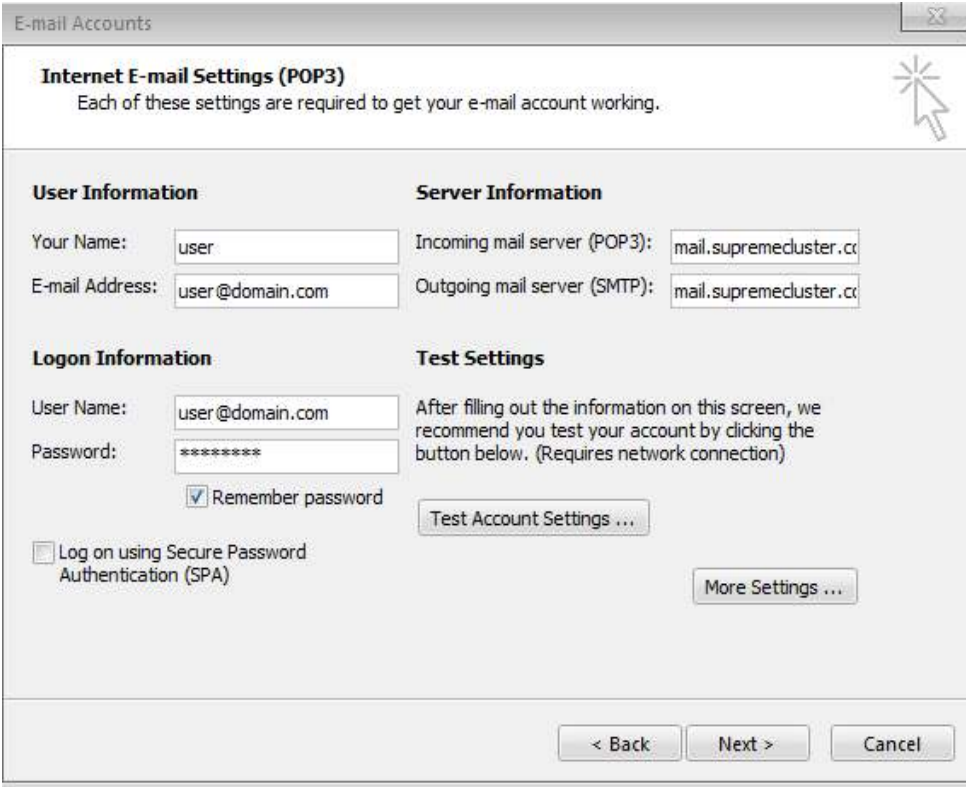 E-mail Accounts
Internet E-mail Settings (POP3)
Each of these settings are required to get your e-mail account working.
User Information
Your Name: user
E-mail Address: user@domain.com
Server Information
Incoming mail server (POP3): mail.supremecluster.cc
Outgoing mail server (SMTP): mail.supremecluster.cc
Logon Information
User Name: user@domain.com
Password: ********
Remember password
Log on using Secure Password
Authentication (SPA)
Test Settings
After filling out the information on this screen, we
recommend you test your account by clicking the
button below. (Requires network connection)
Test Account Settings ...
More Settings ...
< Back
Next >
Cancel